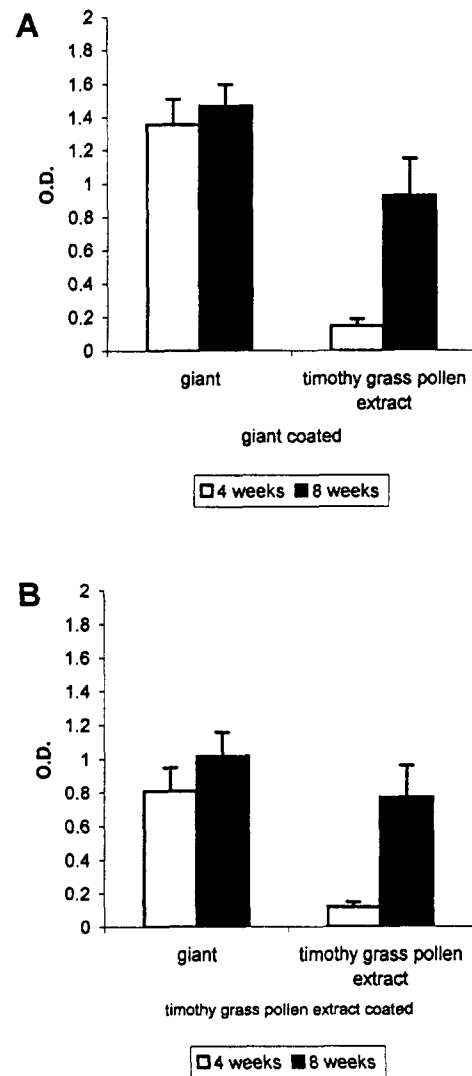 A
2
1.8
1.6
1.4
1.2
1
0.8
0.6
0.4
0.2
0
O.D.
giant
timothy grass pollen
extract
giant coated
4 weeks 8 weeks
B
2
1.8
1.6
1.4
1.2
1
0.8
0.6
0.4
0.2
0
O.D.
giant
timothy grass pollen
extract
timothy grass pollen extract coated
4 weeks 8 weeks